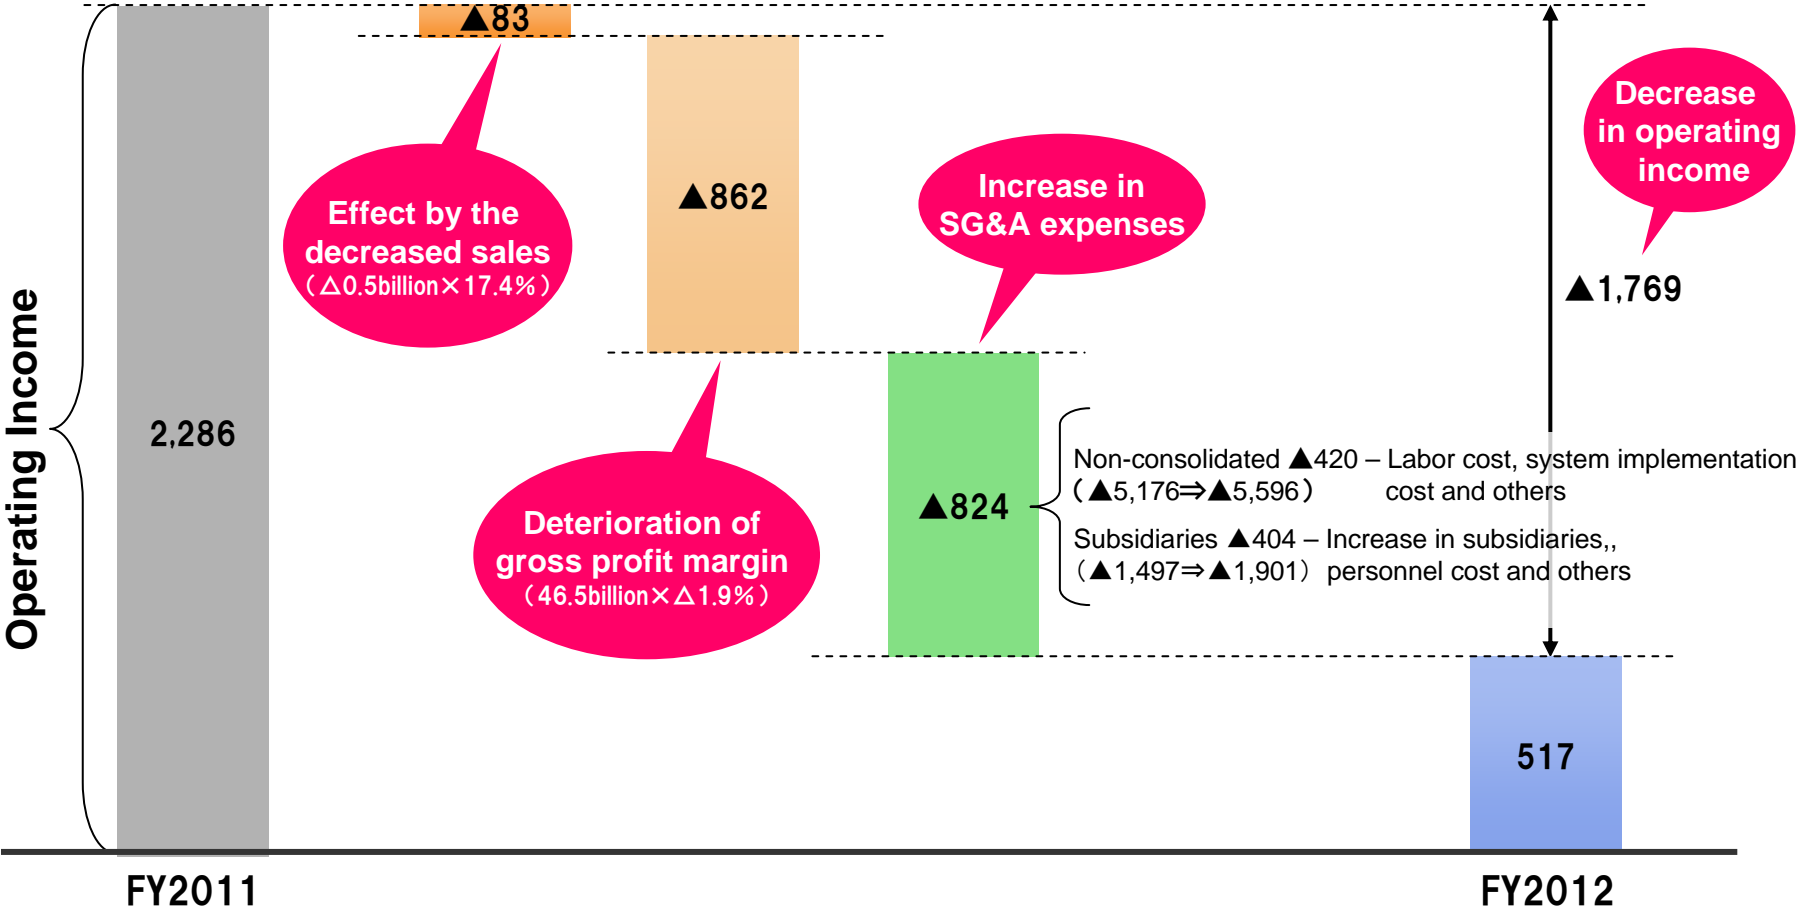 Operating Income
2,286
FY2011
▲83
Effect by the
decreased sales
(△0.5billion×17.4%)
▲862
Deterioration of
gross profit margin
(46.5billion×△1.9%)
Increase in
SG&A expenses
▲824
Non-consolidated ▲420 – Labor cost, system implementation
(▲5,176⇒▲5,596) cost and others
Subsidiaries ▲404 – Increase in subsidiaries,,
(▲1,497⇒▲1,901) personnel cost and others
Decrease
in operating
income
▲1,769
517
FY2012